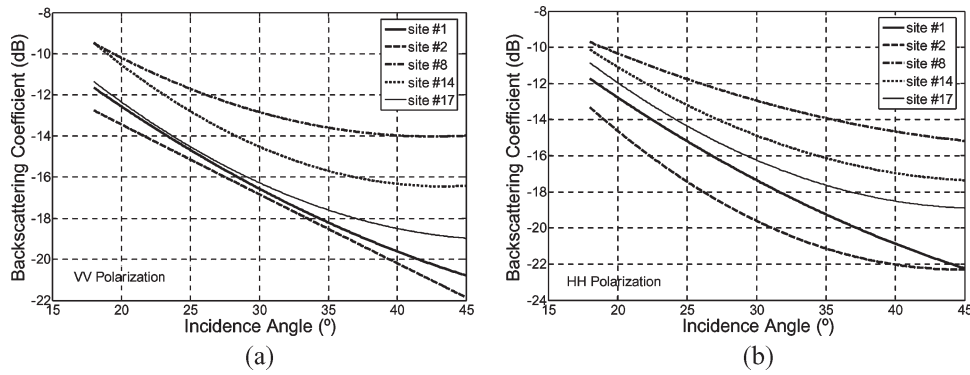 -8
-10
-12
-14
-16
-18
-20
-22
Backscattering Coefficient (dB)
15 20 25 30 35 40 45
Incidence Angle (º)
VV Polarization
site #1
site #2
site #8
site #14
site #17
(a)
-8
-10
-12
-14
-16
-18
-20
-22
-24
Backscattering Coefficient (dB)
15 20 25 30 35 40 45
Incidence Angle (º)
HH Polarization
site #1
site #2
site #8
site #14
site #17
(b)